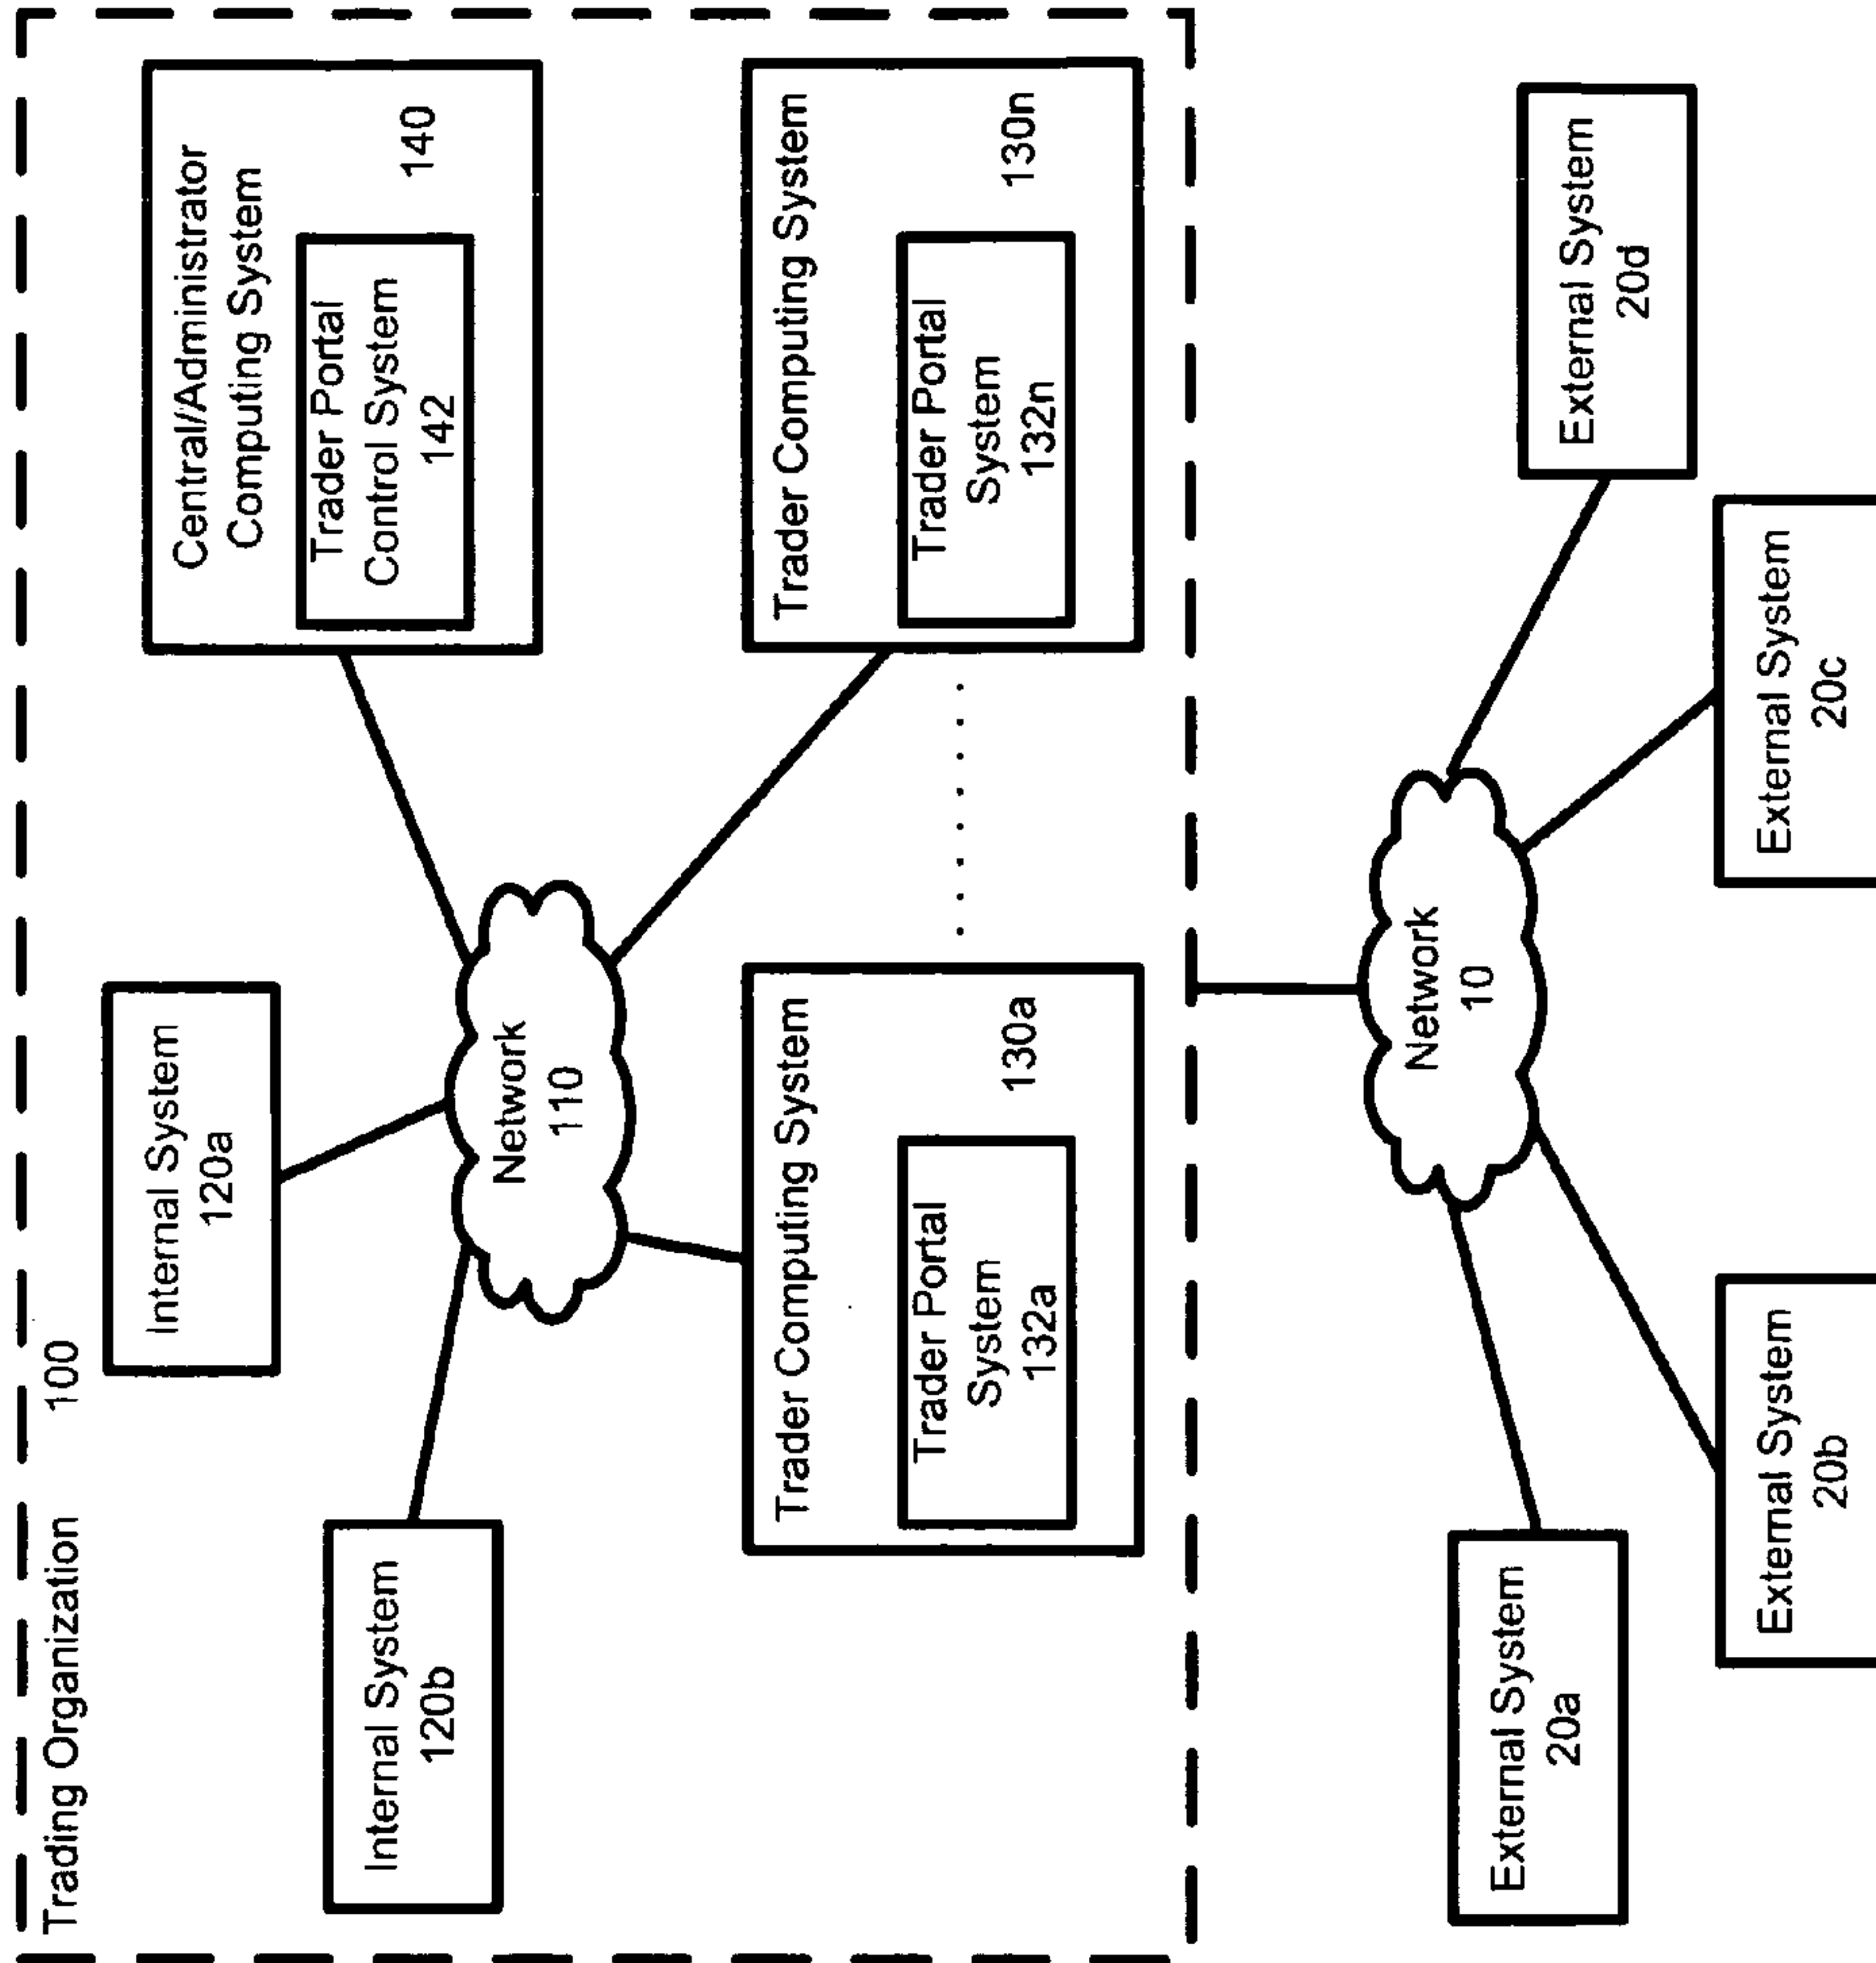 Trading Organization 100
Internal System
120a
Central/Administrator
Computing System
140
Trader Portal
Control System
142
Internal System
120b
Network
110
Trader Computing System
130a
Trader Portal
System
132a
Trader Computing System
130n
Trader Portal
System
132n
Network
10
External System
20a
External System
20b
External System
20c
External System
20d